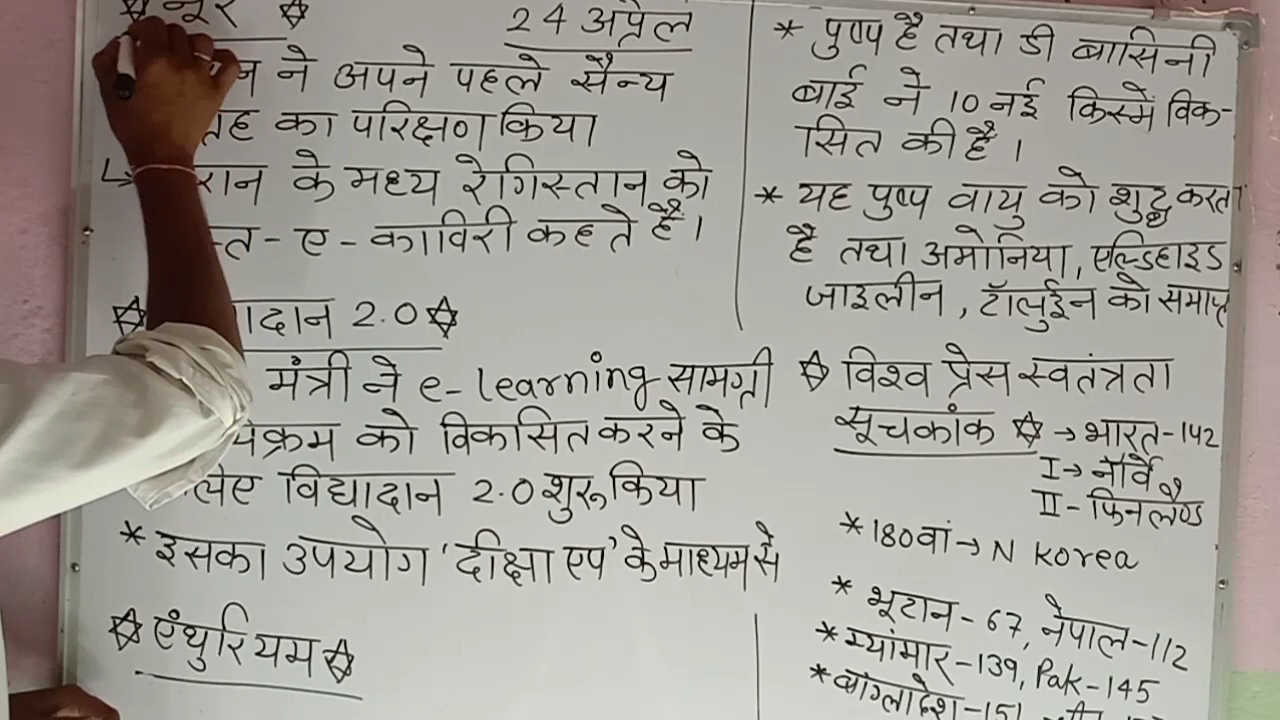 ☆ नूर ☆
24 अप्रैल
ने अपने पहले सैन्य
का परिक्षण किया
↳ के मध्य रेगिस्तान को
ए - काविरी कहते हैं।
2.0 ☆
मंत्री ने e-learning सामग्री
को विकसित करने के
लिए विद्यादान 2.0 शुरू किया
* इसका उपयोग 'दीक्षा एप' के माध्यम से
☆ एंथुरियम ☆
* पुष्प है तथा डी बासिनी
बाई ने 10 नई किस्में विक-
सित की है।
* यह पुष्प वायु को शुद्ध करता
है तथा अमोनिया, एल्डिहाइड
जाइलीन, टॉलुईन को समाप्त
☆ विश्व प्रेस स्वतंत्रता
सूचकांक ☆ → भारत-142
I → नॉर्वे
II - फिनलैण्ड
* 180वां → N Korea
* भूटान - 67, नेपाल-112
* म्यांमार-139, Pak-145
* बांग्लादेश-151